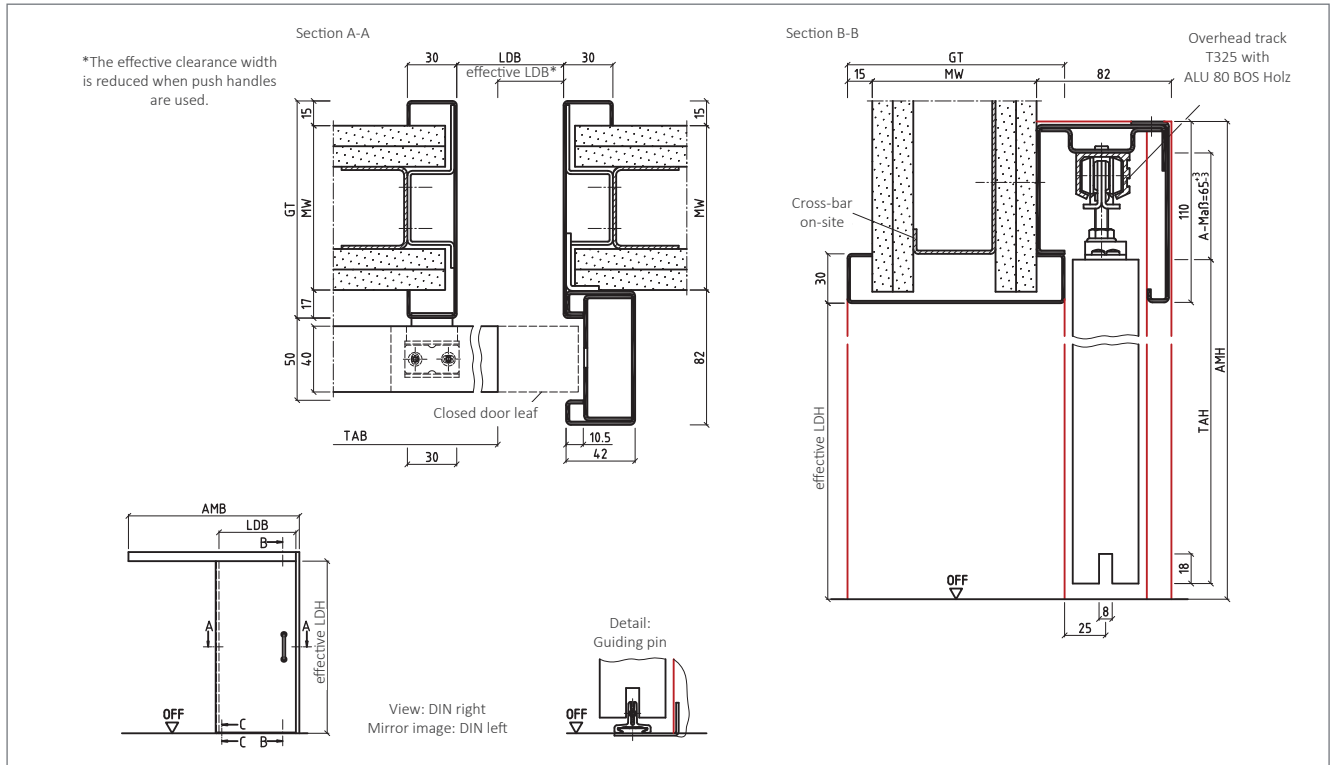 Section A-A
*The effective clearance width
is reduced when push handles
are used.
30
LDB
30
effective LDB*
15
15
GT
MW
MW
17
50
40
82
Closed door leaf
TAB
10.5
30
42
Section B-B
Overhead track
T325 with
ALU 80 BOS Holz
GT
15
MW
82
Cross-bar
on-site
110
A-Maß=65+3-3
30
effective LDH
AMH
TAH
18
OFF
8
25
AMB
LDB
B
A
A
effective LDH
OFF
C
C
B
View: DIN right
Mirror image: DIN left
Detail:
Guiding pin
OFF